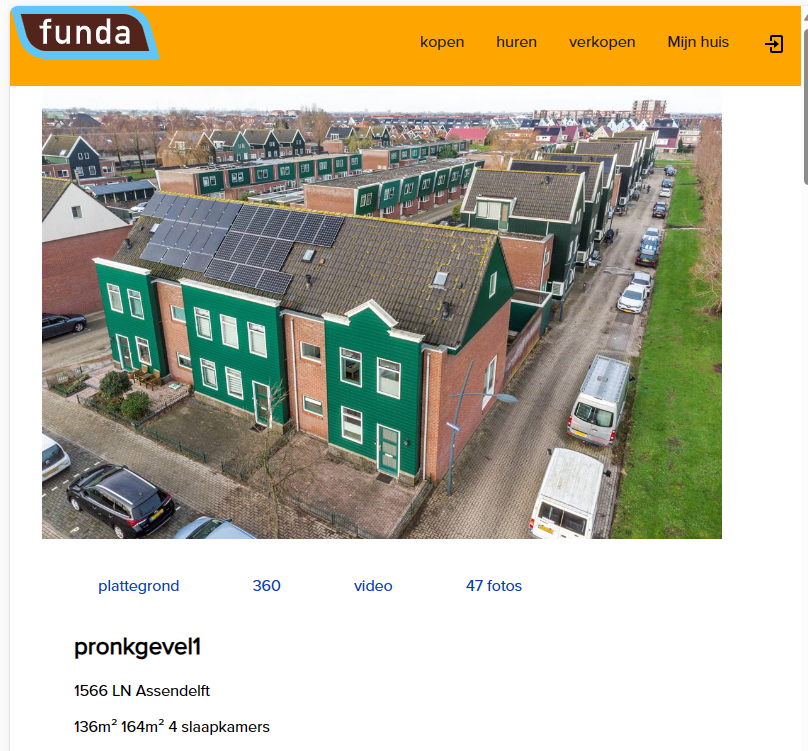 funda
kopen huren verkopen Mijn huis
plattegrond 360 video 47 fotos
pronkgevel1
1566 LN Assendelft
136m² 164m² 4 slaapkamers